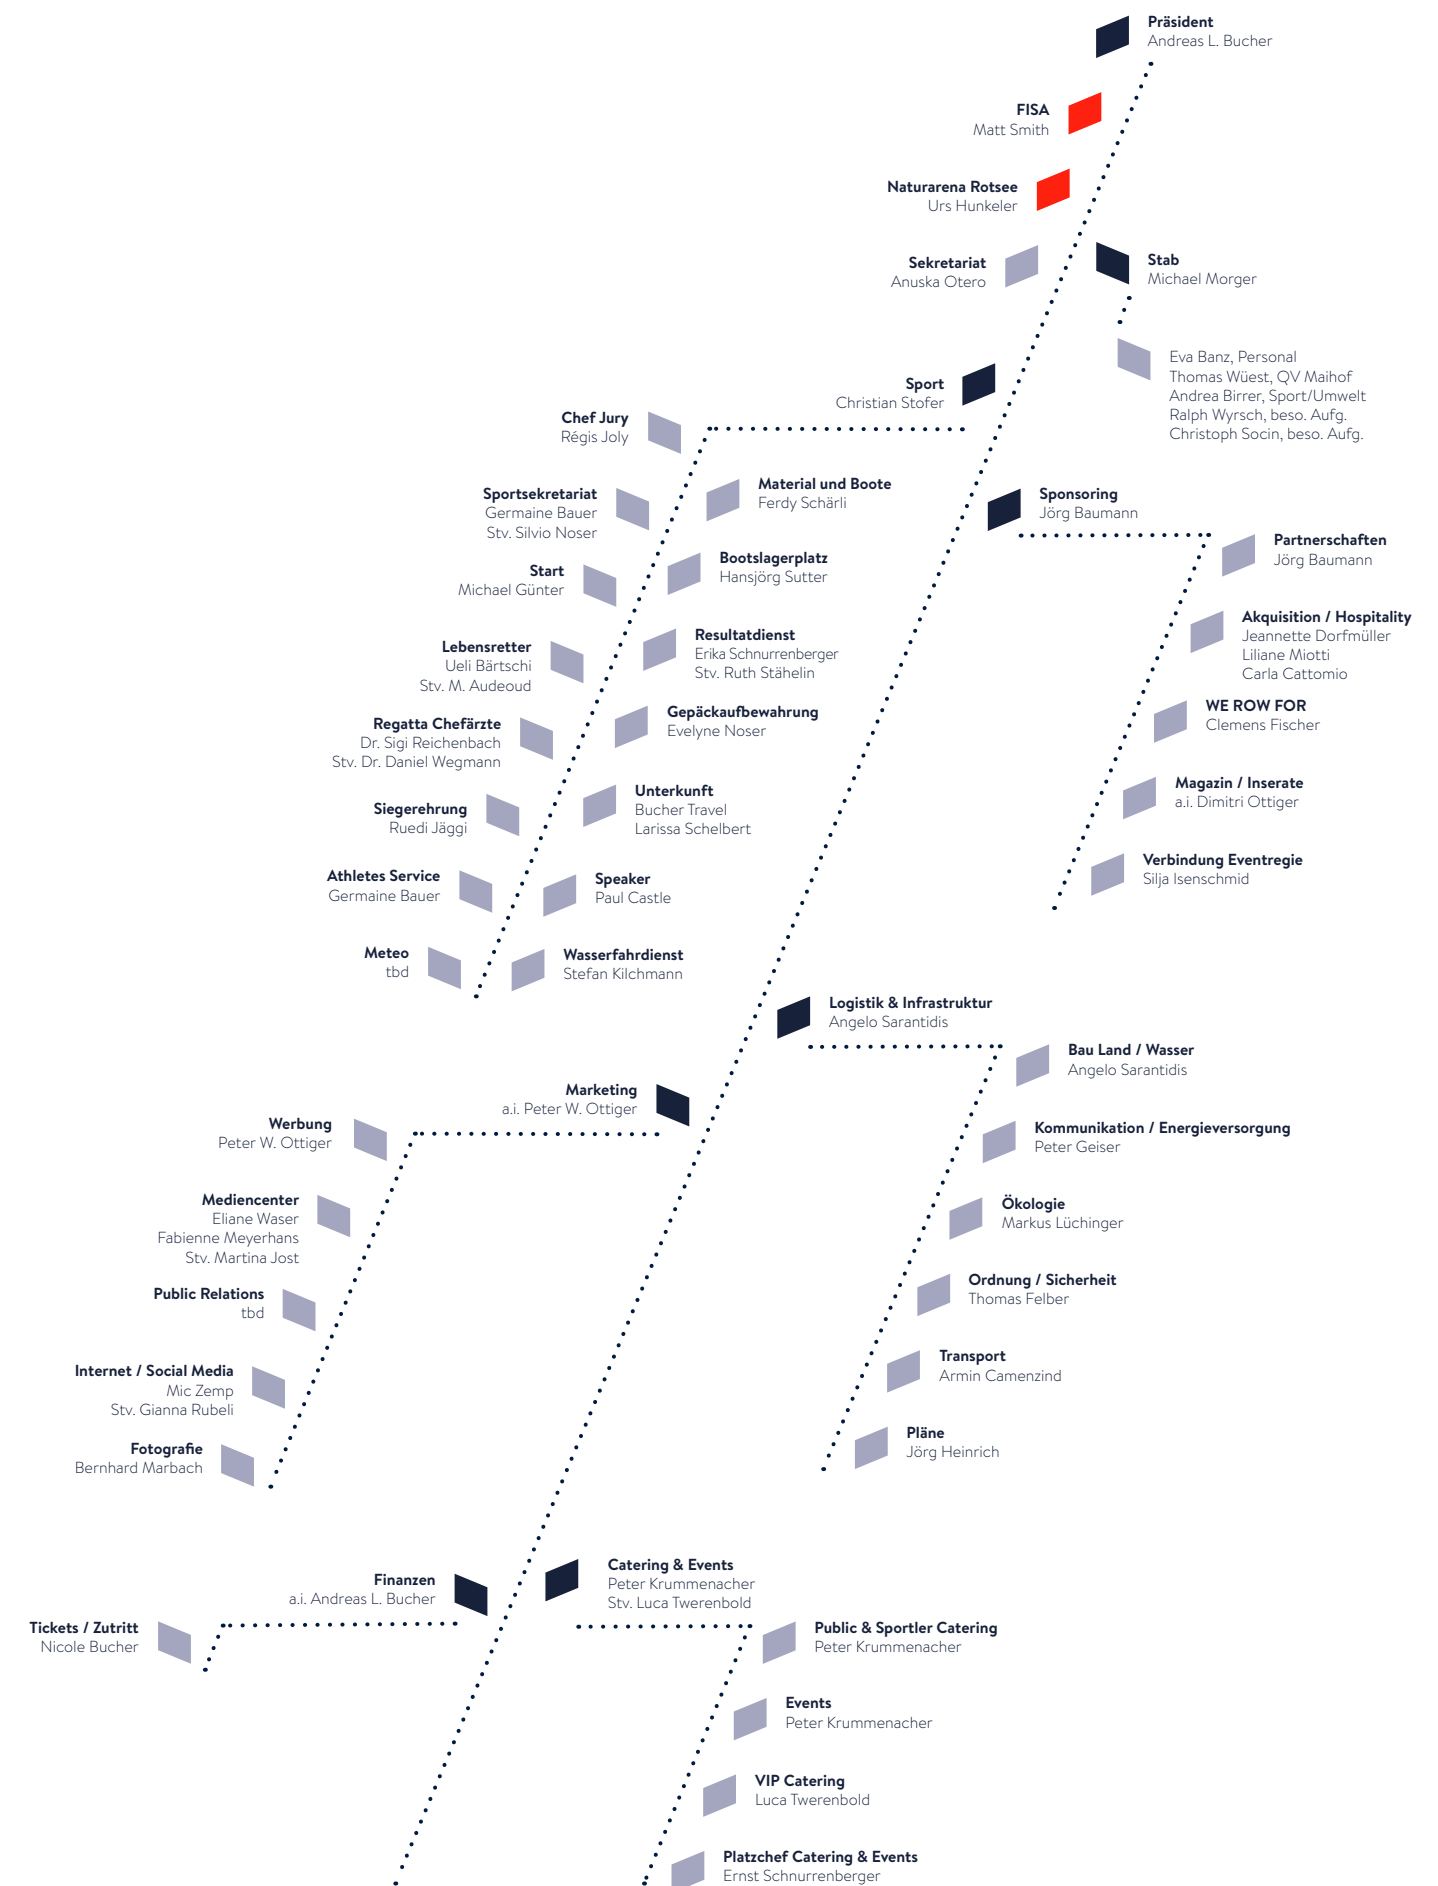 Präsident
Andreas L. Bucher
FISA
Matt Smith
Naturarena Rotsee
Urs Hunkeler
Sekretariat
Anuska Otero
Stab
Michael Morger
Eva Banz, Personal
Thomas Wüest, QV Maihof
Andrea Birrer, Sport/Umwelt
Ralph Wyrsch, beso. Aufg.
Christoph Socin, beso. Aufg.
Sport
Christian Stofer
Chef Jury
Régis Joly
Sportsekretariat
Germaine Bauer
Stv. Silvio Noser
Start
Michael Günter
Lebensretter
Ueli Bärtschi
Stv. M. Audeoud
Regatta Chefärzte
Dr. Sigi Reichenbach
Stv. Dr. Daniel Wegmann
Siegerehrung
Ruedi Jäggi
Athletes Service
Germaine Bauer
Meteo
tbd
Material und Boote
Ferdy Schärli
Bootslagerplatz
Hansjörg Sutter
Resultatdienst
Erika Schnurrenberger
Stv. Ruth Stähelin
Gepäckaufbewahrung
Evelyne Noser
Unterkunft
Bucher Travel
Larissa Schelbert
Speaker
Paul Castle
Wasserfahrdienst
Stefan Kilchmann
Sponsoring
Jörg Baumann
Partnerschaften
Jörg Baumann
Akquisition / Hospitality
Jeannette Dorfmüller
Liliane Miotti
Carla Cattomio
WE ROW FOR
Clemens Fischer
Magazin / Inserate
a.i. Dimitri Ottiger
Verbindung Eventregie
Silja Isenschmid
Logistik & Infrastruktur
Angelo Sarantidis
Bau Land / Wasser
Angelo Sarantidis
Kommunikation / Energieversorgung
Peter Geiser
Ökologie
Markus Lüchinger
Ordnung / Sicherheit
Thomas Felber
Transport
Armin Camenzind
Pläne
Jörg Heinrich
Marketing
a.i. Peter W. Ottiger
Werbung
Peter W. Ottiger
Mediencenter
Eliane Waser
Fabienne Meyerhans
Stv. Martina Jost
Public Relations
tbd
Internet / Social Media
Mic Zemp
Stv. Gianna Rubeli
Fotografie
Bernhard Marbach
Finanzen
a.i. Andreas L. Bucher
Tickets / Zutritt
Nicole Bucher
Catering & Events
Peter Krummenacher
Stv. Luca Twerenbold
Public & Sportler Catering
Peter Krummenacher
Events
Peter Krummenacher
VIP Catering
Luca Twerenbold
Platzchef Catering & Events
Ernst Schnurrenberger